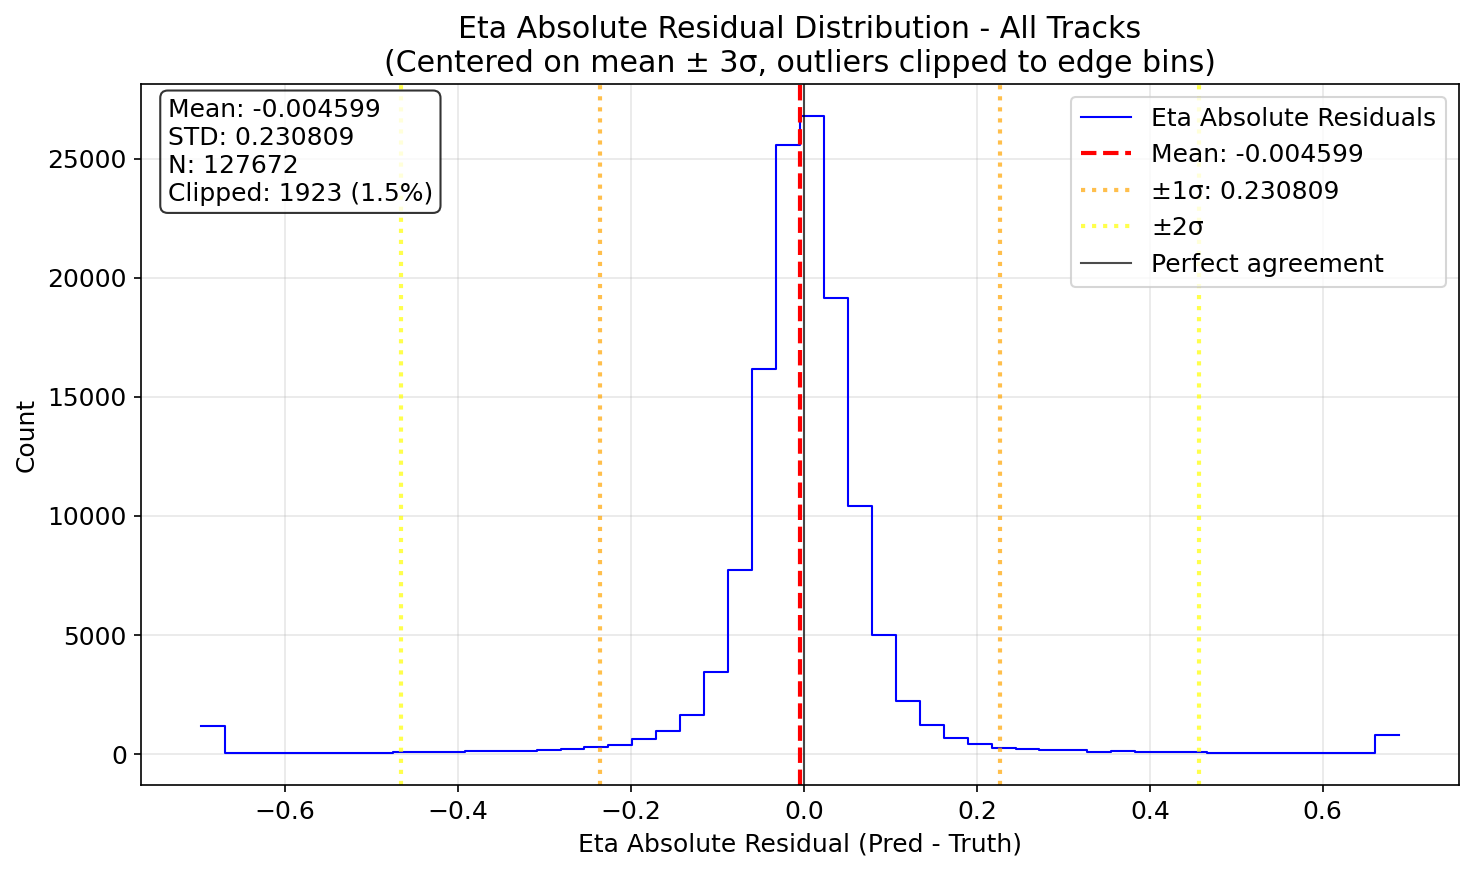 Eta Absolute Residual Distribution - All Tracks
(Centered on mean ± 3σ, outliers clipped to edge bins)
Mean: -0.004599
STD: 0.230809
N: 127672
Clipped: 1923 (1.5%)
Eta Absolute Residuals
Mean: -0.004599
±1σ: 0.230809
±2σ
Perfect agreement
Count
25000
20000
15000
10000
5000
0
−0.6 −0.4 −0.2 0.0 0.2 0.4 0.6
Eta Absolute Residual (Pred - Truth)